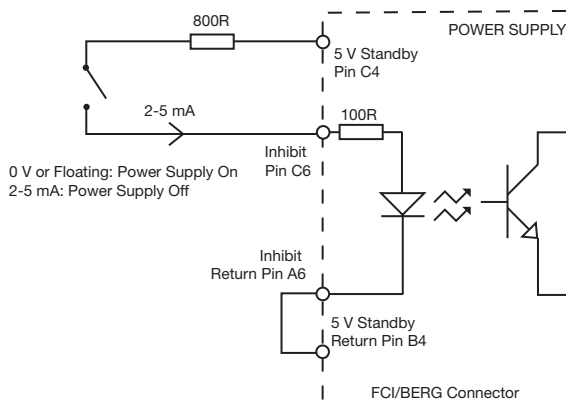 800R
POWER SUPPLY
5 V Standby
Pin C4
2-5 mA
100R
Inhibit
Pin C6
0 V or Floating: Power Supply On
2-5 mA: Power Supply Off
Inhibit
Return Pin A6
5 V Standby
Return Pin B4
FCI/BERG Connector